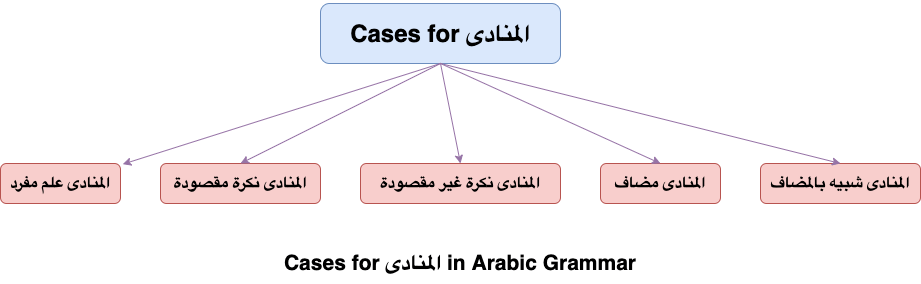 Cases for المنادى
المنادى علم مفرد
المنادى نكرة مقصودة
المنادى نكرة غير مقصودة
المنادى مضاف
المنادى شبيه بالمضاف
Cases for المنادى in Arabic Grammar